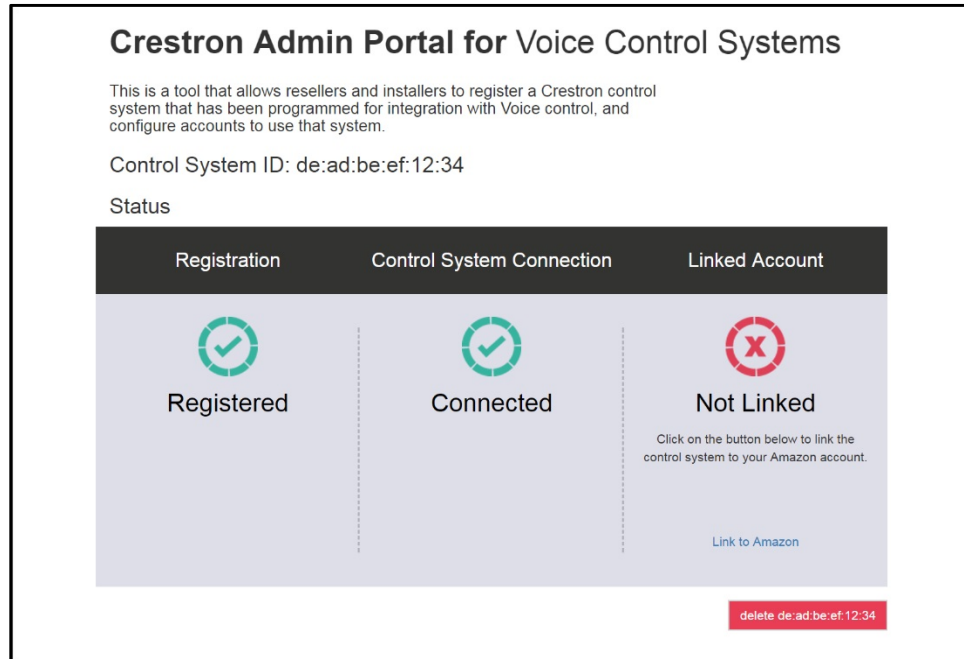 Crestron Admin Portal for Voice Control Systems
This is a tool that allows resellers and installers to register a Crestron control
system that has been programmed for integration with Voice control, and
configure accounts to use that system.
Control System ID: de:ad:be:ef:12:34
Status
Registration Control System Connection Linked Account
Registered Connected Not Linked
Click on the button below to link the
control system to your Amazon account.
Link to Amazon
delete de:ad:be:ef:12:34